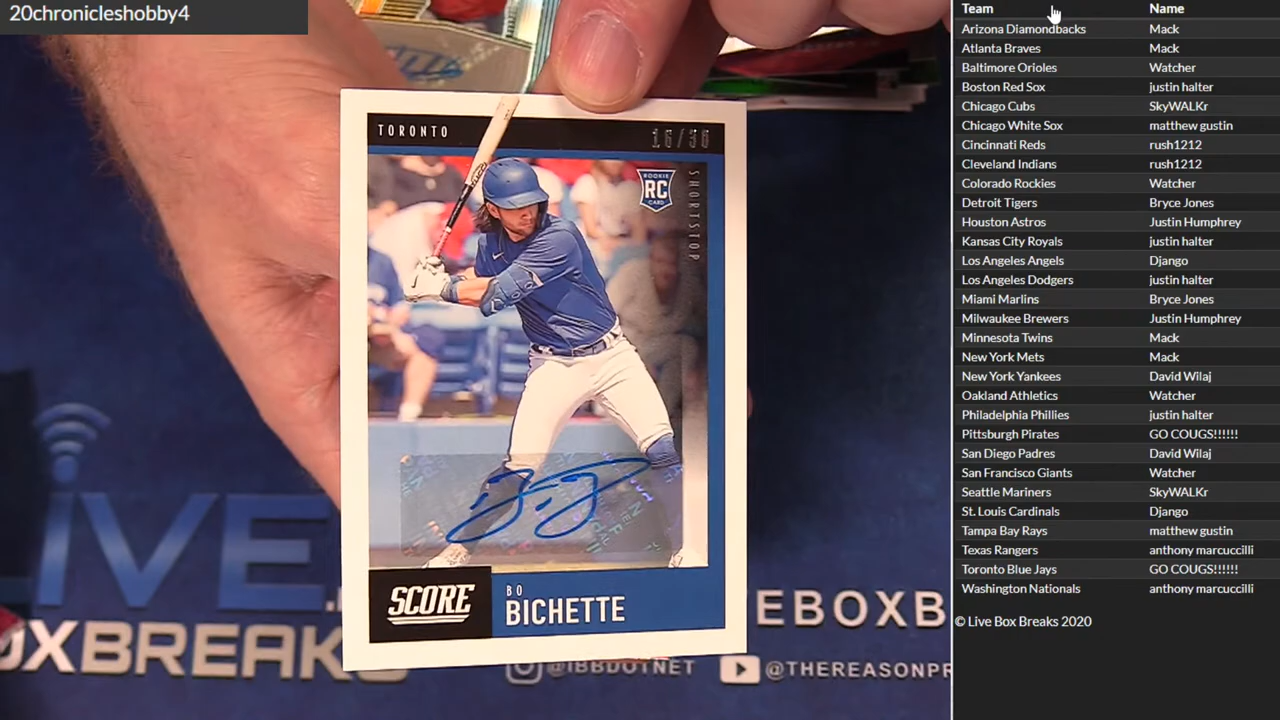 20chronicleshobby4
TORONTO
16/36
SHORTSTOP
ROOKIE
RC
CARD
SCORE
BO
BICHETTE
LIVE
OXBREAK
EBOXB
@IBBDOTNET
@THEREASONPR
Team Name
Arizona Diamondbacks Mack
Atlanta Braves Mack
Baltimore Orioles Watcher
Boston Red Sox justin halter
Chicago Cubs SkyWALKr
Chicago White Sox matthew gustin
Cincinnati Reds rush1212
Cleveland Indians rush1212
Colorado Rockies Watcher
Detroit Tigers Bryce Jones
Houston Astros Justin Humphrey
Kansas City Royals justin halter
Los Angeles Angels Django
Los Angeles Dodgers justin halter
Miami Marlins Bryce Jones
Milwaukee Brewers Justin Humphrey
Minnesota Twins Mack
New York Mets Mack
New York Yankees David Wilaj
Oakland Athletics Watcher
Philadelphia Phillies justin halter
Pittsburgh Pirates GO COUGS!!!!!!
San Diego Padres David Wilaj
San Francisco Giants Watcher
Seattle Mariners SkyWALKr
St. Louis Cardinals Django
Tampa Bay Rays matthew gustin
Texas Rangers anthony marcuccilli
Toronto Blue Jays GO COUGS!!!!!!
Washington Nationals anthony marcuccilli
© Live Box Breaks 2020